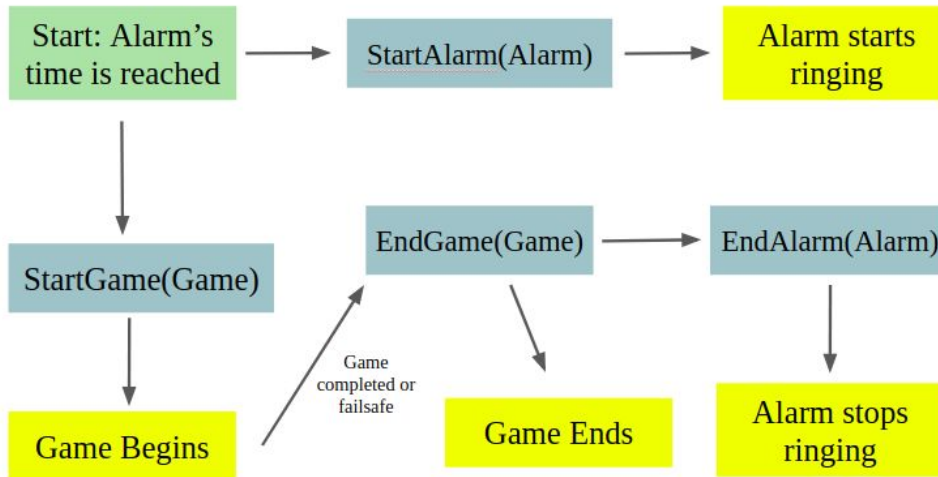 Start: Alarm's
time is reached
StartAlarm(Alarm)
Alarm starts
ringing
StartGame(Game)
EndGame(Game)
EndAlarm(Alarm)
Game
completed or
failsafe
Game Begins
Game Ends
Alarm stops
ringing